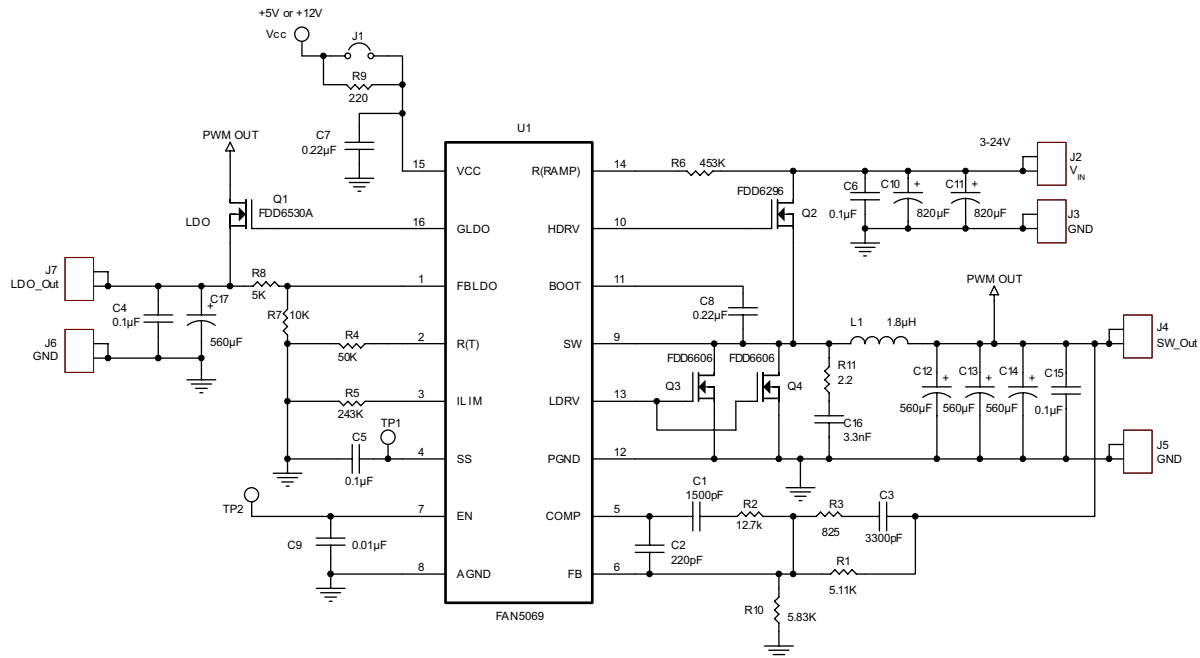 +5V or +12V
Vcc
J1
R9
220
C7
0.22µF
U1
PWM OUT
Q1
FDD6530A
LDO
J7
LDO_Out
C4
0.1µF
C17
+
560µF
R8
5K
R7
10K
J6
GND
R4
50K
R5
243K
C5
0.1µF
TP1
TP2
C9
0.01µF
15
VCC
16
GLDO
1
FBLDO
2
R(T)
3
ILIM
4
SS
7
EN
8
AGND
R(RAMP)
14
HDRV
10
BOOT
11
SW
9
LDRV
13
PGND
12
COMP
5
FB
6
FAN5069
R6
453K
FDD6296
Q2
3-24V
J2
VIN
C6
0.1µF
C10
+
820µF
C11
+
820µF
J3
GND
C8
0.22µF
PWM OUT
L1
1.8µH
J4
SW_Out
FDD6606
Q3
FDD6606
Q4
R11
2.2
C16
3.3nF
C12
+
560µF
C13
+
560µF
C14
+
560µF
C15
0.1µF
J5
GND
C1
1500pF
R2
12.7k
R3
825
C3
3300pF
C2
220pF
R1
5.11K
R10
5.83K